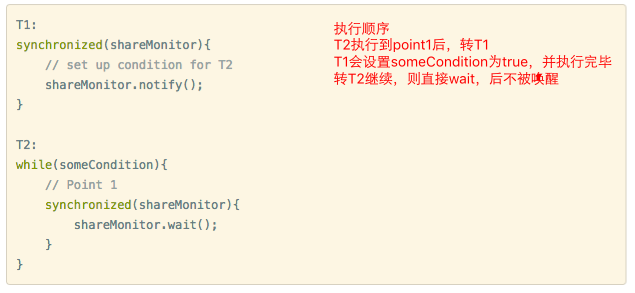 T1:
synchronized(shareMonitor){
// set up condition for T2
shareMonitor.notify();
}
T2:
while(someCondition){
// Point 1
synchronized(shareMonitor){
shareMonitor.wait();
}
}
执行顺序
T2执行到point1后，转T1
T1会设置someCondition为true，并执行完毕
转T2继续，则直接wait，后不被唤醒